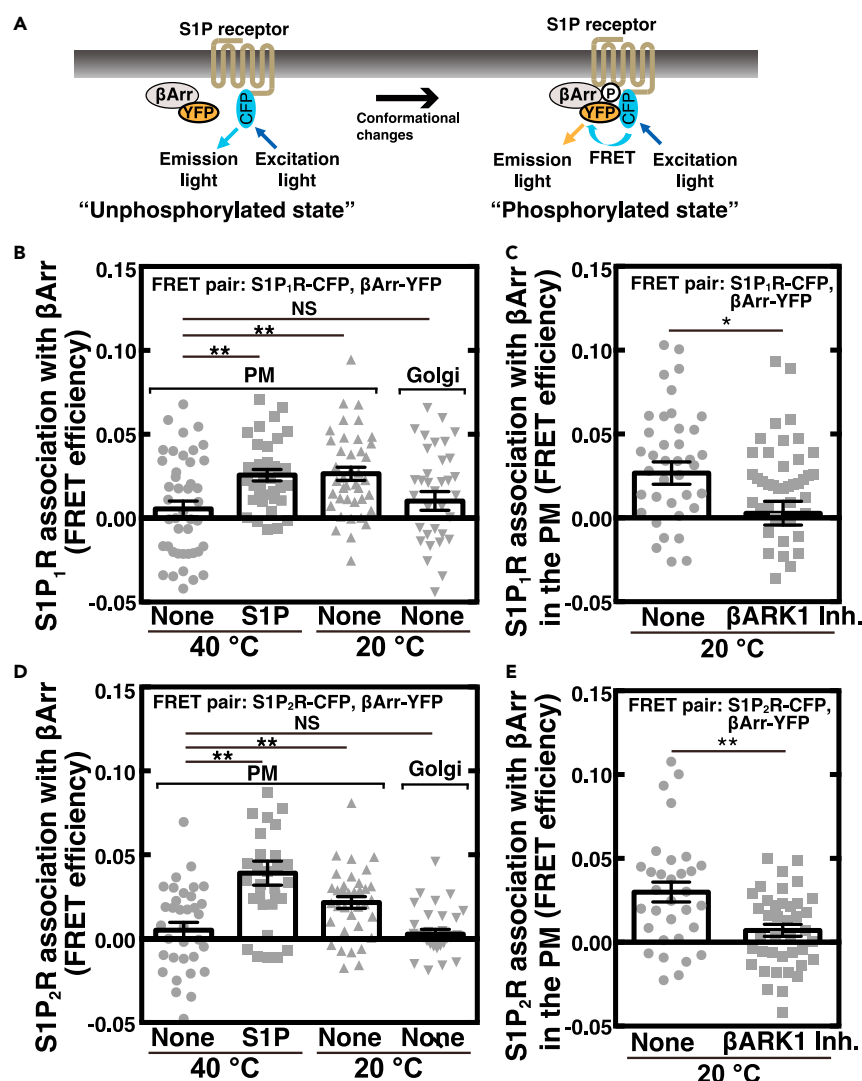 A
S1P receptor
S1P receptor
βArr
YFP
CFP
Conformational
changes
βArr
P
YFP
CFP
Emission
light
Excitation
light
Emission
light
FRET
Excitation
light
“Unphosphorylated state”
“Phosphorylated state”
B
S1P₁R association with βArr
(FRET efficiency)
0.15
0.10
0.05
0.00
-0.05
FRET pair: S1P₁R-CFP, βArr-YFP
NS
**
**
PM
Golgi
None
S1P
None
None
40 °C
20 °C
C
S1P₁R association with βArr
in the PM (FRET efficiency)
0.15
0.10
0.05
0.00
-0.05
FRET pair: S1P₁R-CFP,
βArr-YFP
*
None
βARK1 Inh.
20 °C
D
S1P₂R association with βArr
(FRET efficiency)
0.15
0.10
0.05
0.00
-0.05
FRET pair: S1P₂R-CFP, βArr-YFP
NS
**
**
PM
Golgi
None
S1P
None
None
40 °C
20 °C
E
S1P₂R association with βArr
in the PM (FRET efficiency)
0.15
0.10
0.05
0.00
-0.05
FRET pair: S1P₂R-CFP,
βArr-YFP
**
None
βARK1 Inh.
20 °C